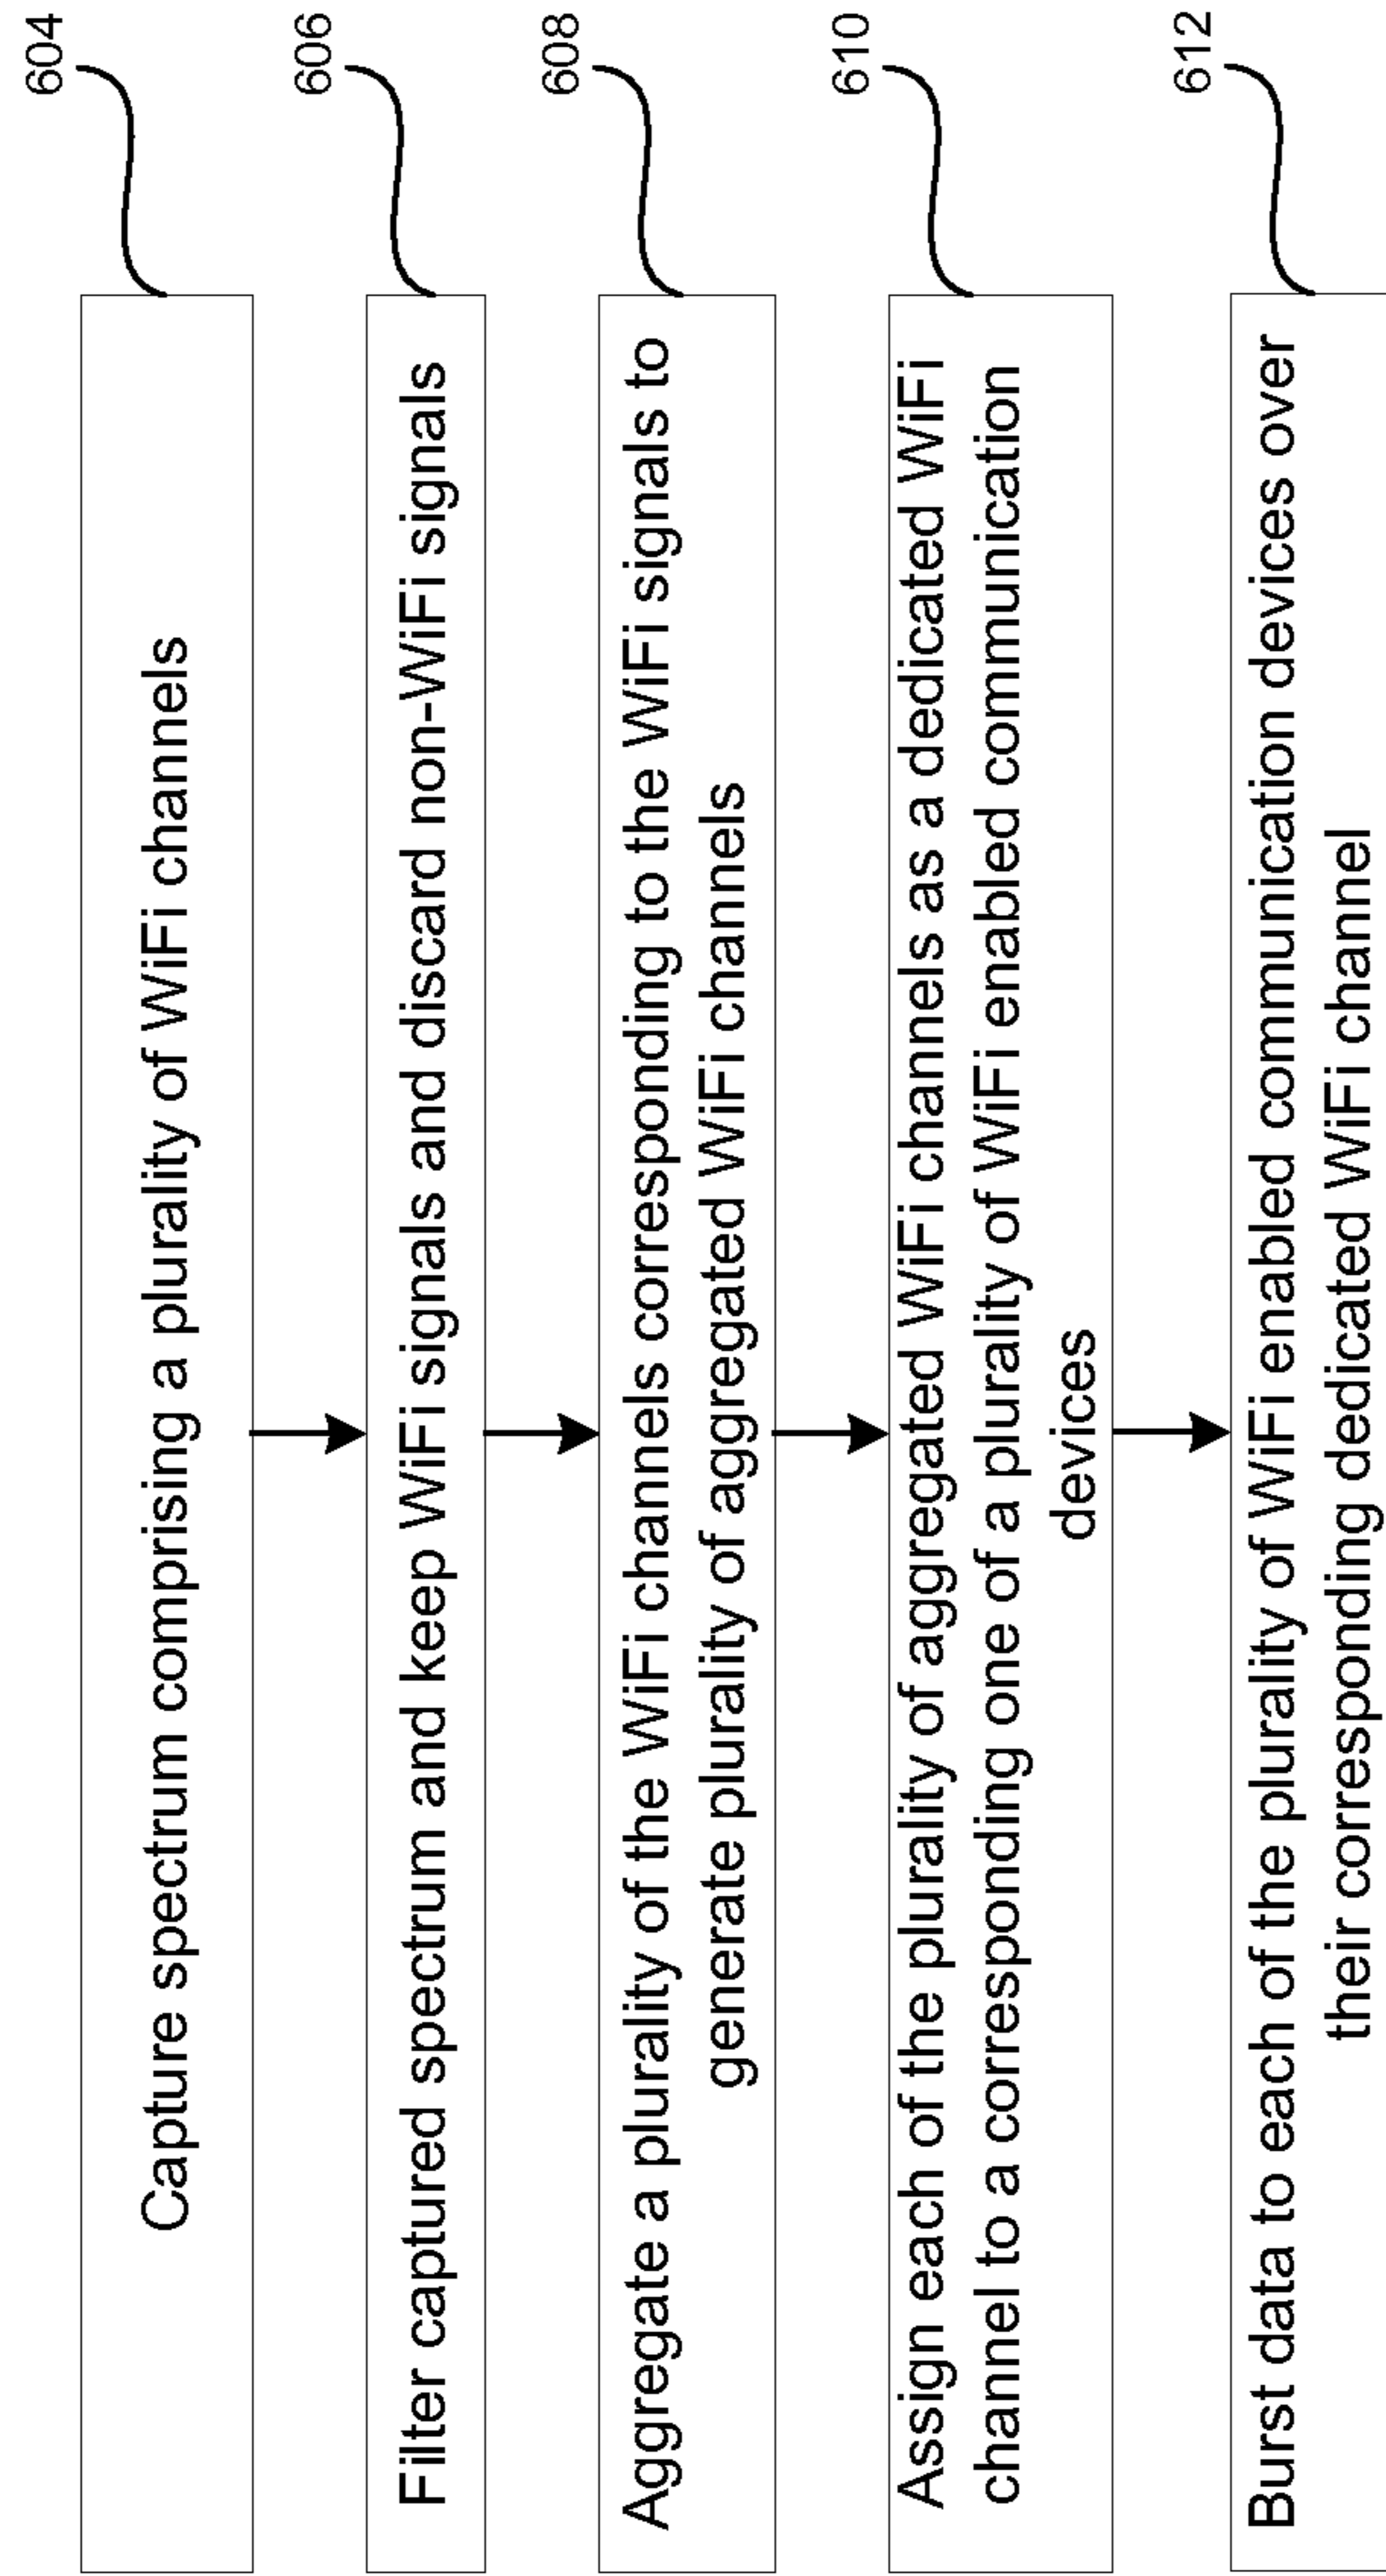 604
Capture spectrum comprising a plurality of WiFi channels
606
Filter captured spectrum and keep WiFi signals and discard non-WiFi signals
608
Aggregate a plurality of the WiFi channels corresponding to the WiFi signals to
generate plurality of aggregated WiFi channels
610
Assign each of the plurality of aggregated WiFi channels as a dedicated WiFi
channel to a corresponding one of a plurality of WiFi enabled communication
devices
612
Burst data to each of the plurality of WiFi enabled communication devices over
their corresponding dedicated WiFi channel